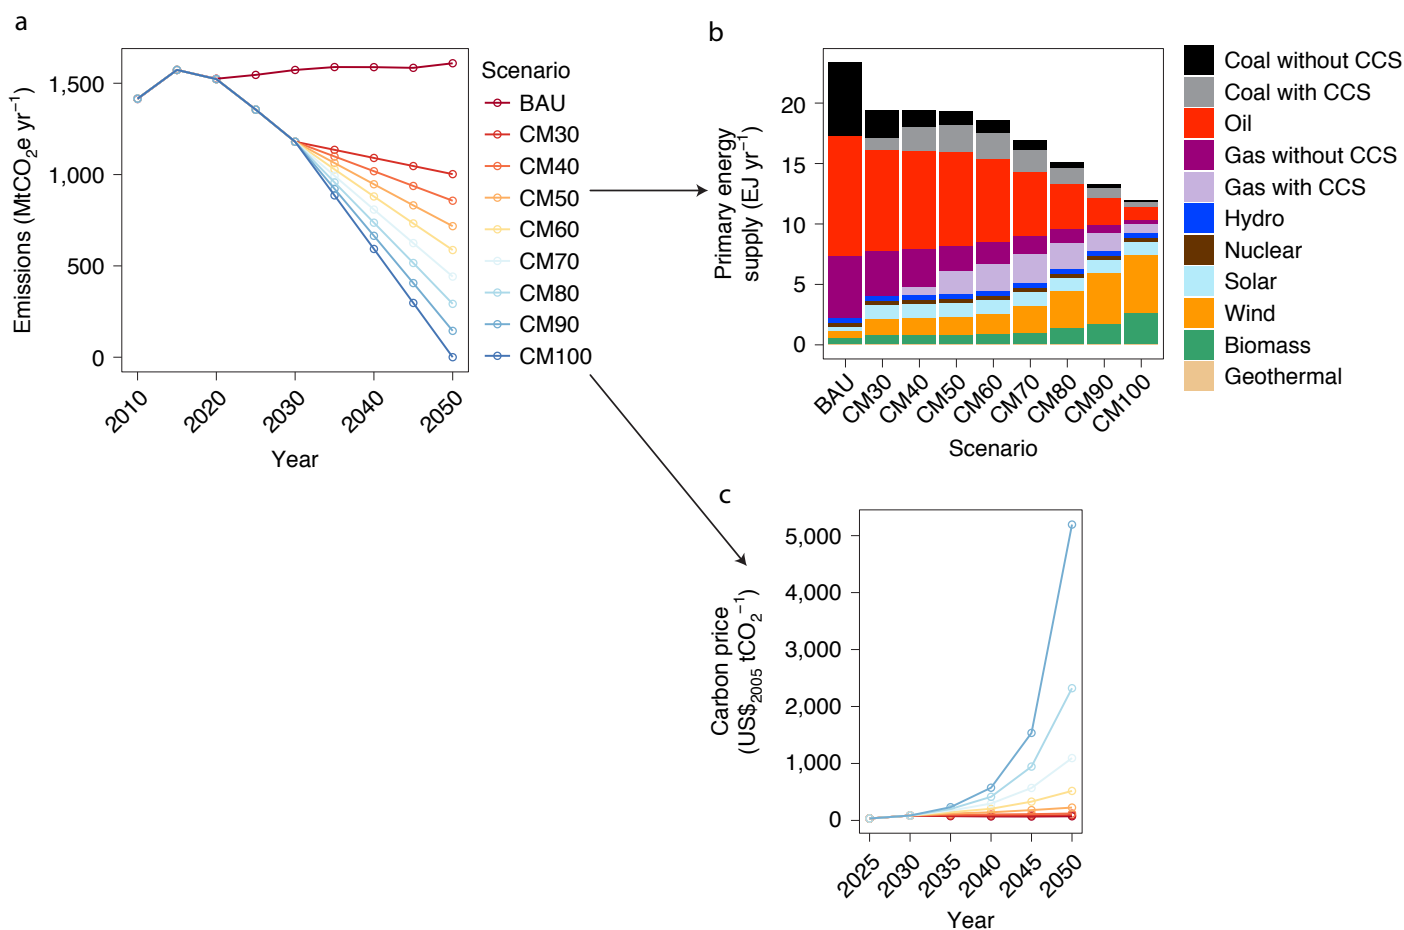 a
Emissions (MtCO2e yr−1)
1,500
1,000
500
0
2010
2020
2030
2040
2050
Year
Scenario
BAU
CM30
CM40
CM50
CM60
CM70
CM80
CM90
CM100
b
Primary energy
supply (EJ yr−1)
20
15
10
5
0
BAU
CM30
CM40
CM50
CM60
CM70
CM80
CM90
CM100
Scenario
Coal without CCS
Coal with CCS
Oil
Gas without CCS
Gas with CCS
Hydro
Nuclear
Solar
Wind
Biomass
Geothermal
c
Carbon price
(US$2005 tCO2−1)
5,000
4,000
3,000
2,000
1,000
0
2025
2030
2035
2040
2045
2050
Year